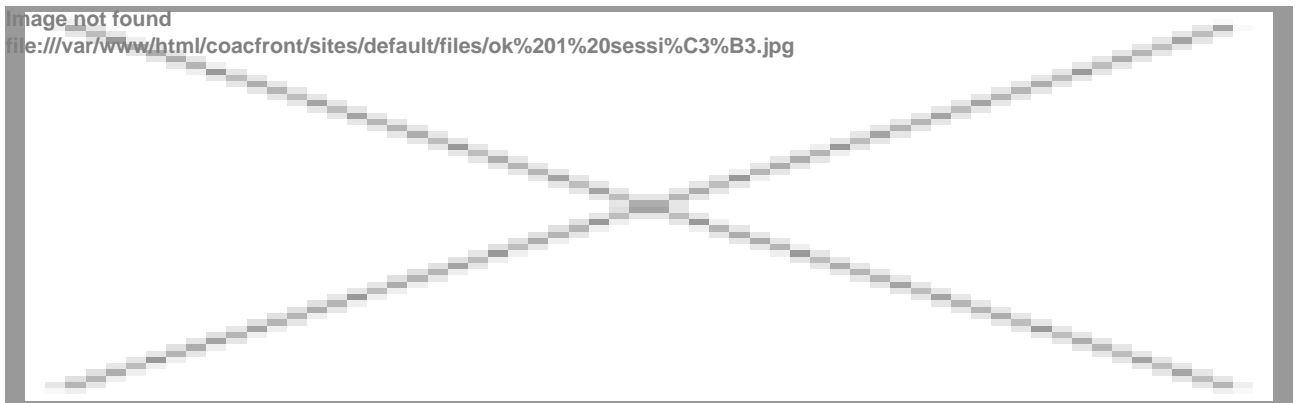 Image not found
file:///var/www/html/coacfront/sites/default/files/ok%201%20sessi%C3%B3.jpg